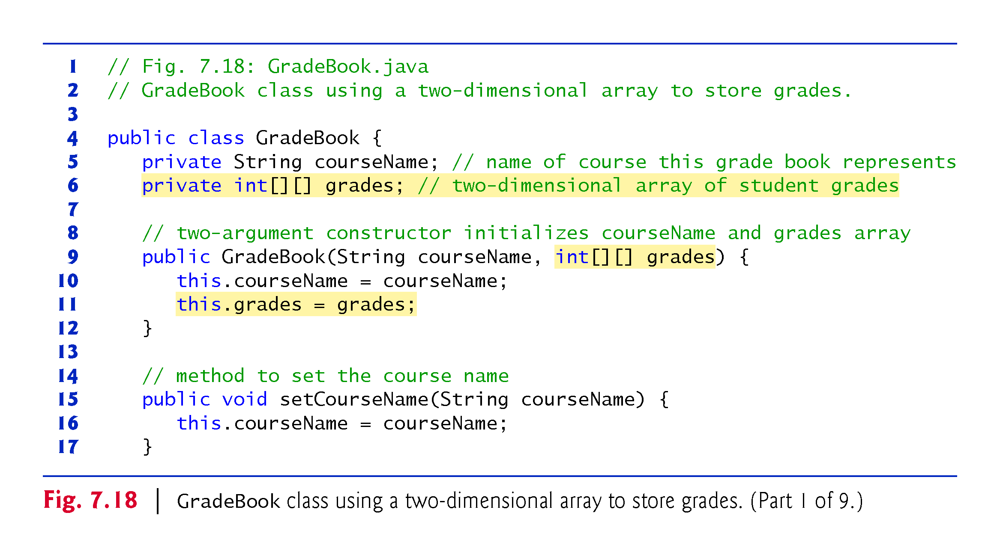 1 // Fig. 7.18: GradeBook.java
2 // GradeBook class using a two-dimensional array to store grades.
3
4 public class GradeBook {
5    private String courseName; // name of course this grade book represents
6    private int[][] grades; // two-dimensional array of student grades
7
8    // two-argument constructor initializes courseName and grades array
9    public GradeBook(String courseName, int[][] grades) {
10       this.courseName = courseName;
11       this.grades = grades;
12    }
13
14    // method to set the course name
15    public void setCourseName(String courseName) {
16       this.courseName = courseName;
17    }
Fig. 7.18 | GradeBook class using a two-dimensional array to store grades. (Part 1 of 9.)